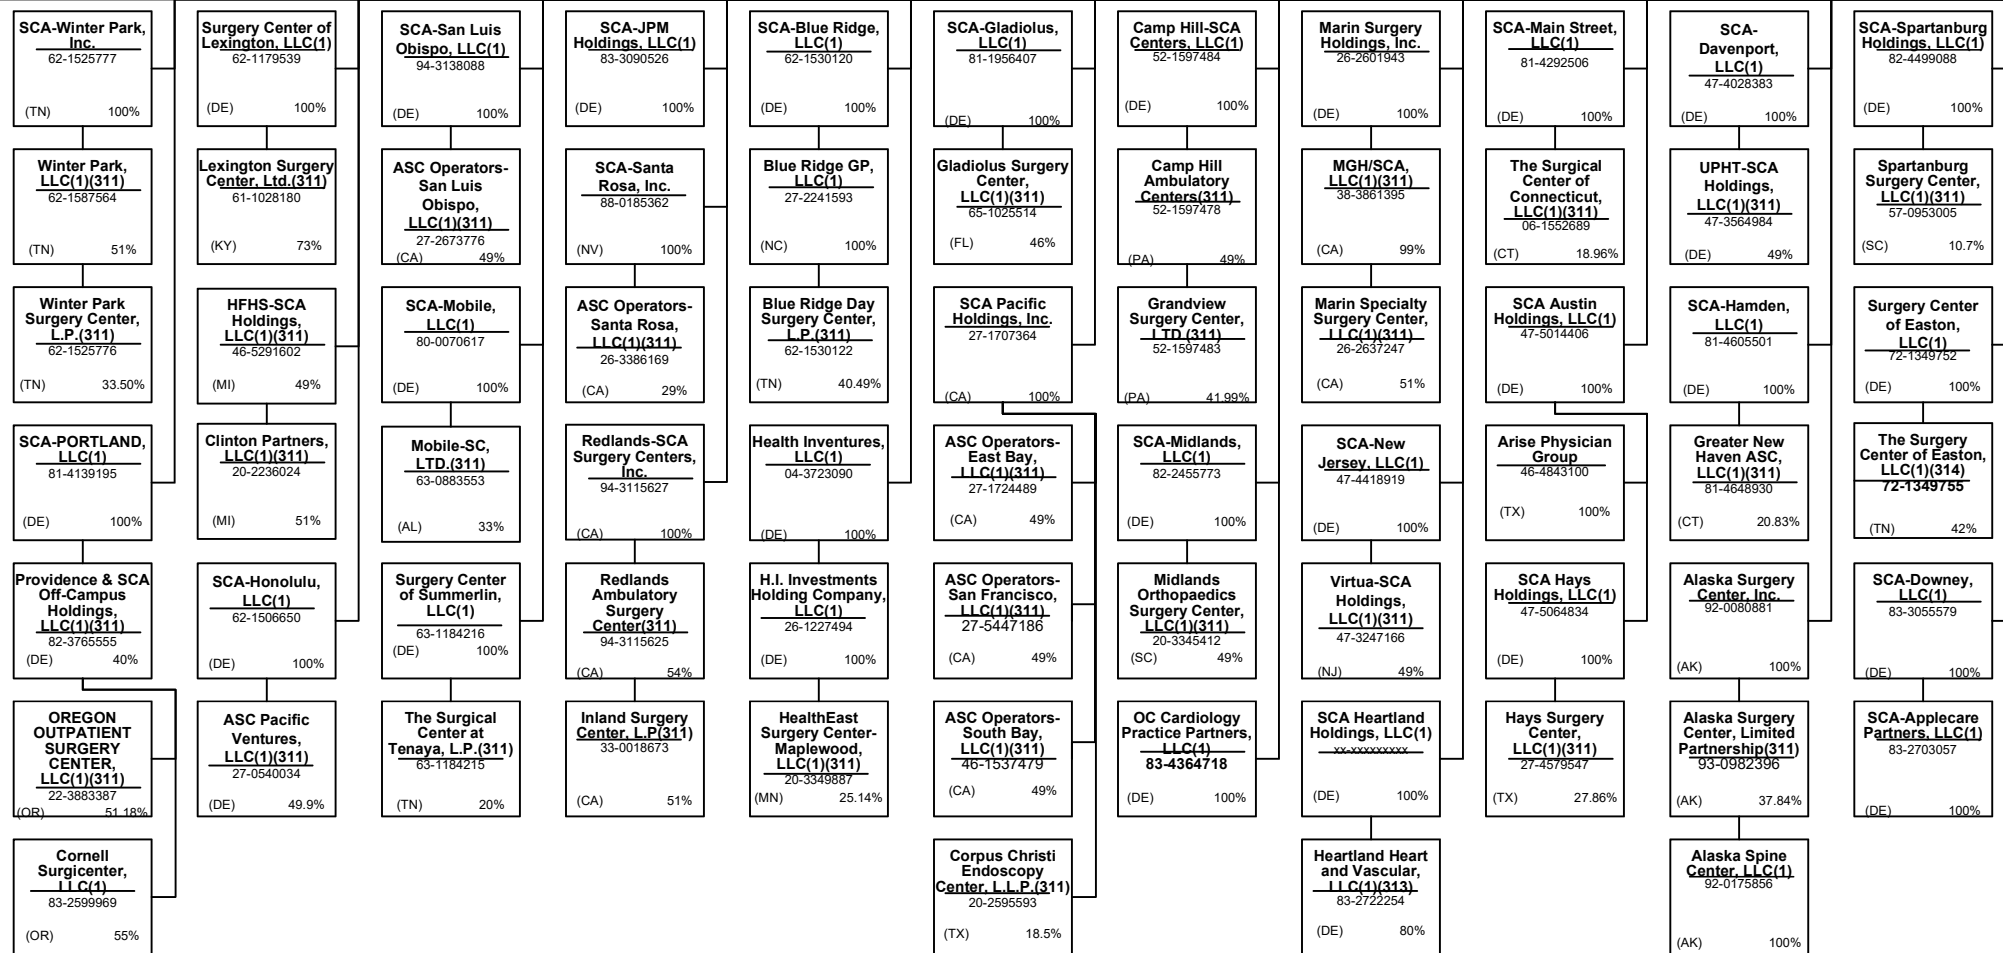 SCA-Winter Park,
Inc.
62-1525777
(TN) 100%
Winter Park,
LLC(1)(311)
62-1587564
(TN) 51%
Winter Park
Surgery Center,
L.P.(311)
62-1525776
(TN) 33.50%
SCA-PORTLAND,
LLC(1)
81-4139195
(DE) 100%
Providence & SCA
Off-Campus
Holdings,
LLC(1)(311)
82-3765555
(DE) 40%
OREGON
OUTPATIENT
SURGERY
CENTER,
LLC(1)(311)
22-3883387
(OR) 51.18%
Cornell
Surgicenter,
LLC(1)
83-2599969
(OR) 55%
Surgery Center of
Lexington, LLC(1)
62-1179539
(DE) 100%
Lexington Surgery
Center, Ltd.(311)
61-1028180
(KY) 73%
HFHS-SCA
Holdings,
LLC(1)(311)
46-5291602
(MI) 49%
Clinton Partners,
LLC(1)(311)
20-2236024
(MI) 51%
SCA-Honolulu,
LLC(1)
62-1506650
(DE) 100%
ASC Pacific
Ventures,
LLC(1)(311)
27-0540034
(DE) 49.9%
SCA-San Luis
Obispo, LLC(1)
94-3138088
(DE) 100%
ASC Operators-
San Luis
Obispo,
LLC(1)(311)
27-2673776
(CA) 49%
SCA-Mobile,
LLC(1)
80-0070617
(DE) 100%
Mobile-SC,
LTD.(311)
63-0883553
(AL) 33%
Surgery Center
of Summerlin,
LLC(1)
63-1184216
(DE) 100%
The Surgical
Center at
Tenaya, L.P.(311)
63-1184215
(TN) 20%
SCA-JPM
Holdings, LLC(1)
83-3090526
(DE) 100%
SCA-Santa
Rosa, Inc.
88-0185362
(NV) 100%
ASC Operators-
Santa Rosa,
LLC(1)(311)
26-3386169
(CA) 29%
Redlands-SCA
Surgery Centers,
Inc.
94-3115627
(CA) 100%
Redlands
Ambulatory
Surgery
Center(311)
94-3115625
(CA) 54%
Inland Surgery
Center, L.P(311)
33-0018673
(CA) 51%
SCA-Blue Ridge,
LLC(1)
62-1530120
(DE) 100%
Blue Ridge GP,
LLC(1)
27-2241593
(NC) 100%
Blue Ridge Day
Surgery Center,
L.P.(311)
62-1530122
(TN) 40.49%
Health Inventures,
LLC(1)
04-3723090
(DE) 100%
H.I. Investments
Holding Company,
LLC(1)
26-1227494
(DE) 100%
HealthEast
Surgery Center-
Maplewood,
LLC(1)(311)
20-3349887
(MN) 25.14%
SCA-Gladiolus,
LLC(1)
81-1956407
(DE) 100%
Gladiolus Surgery
Center,
LLC(1)(311)
65-1025514
(FL) 46%
SCA Pacific
Holdings, Inc.
27-1707364
(CA) 100%
ASC Operators-
East Bay,
LLC(1)(311)
27-1724489
(CA) 49%
ASC Operators-
San Francisco,
LLC(1)(311)
27-5447186
(CA) 49%
ASC Operators-
South Bay,
LLC(1)(311)
46-1537479
(CA) 49%
Corpus Christi
Endoscopy
Center, L.L.P.(311)
20-2595593
(TX) 18.5%
Camp Hill-SCA
Centers, LLC(1)
52-1597484
(DE) 100%
Camp Hill
Ambulatory
Centers(311)
52-1597478
(PA) 49%
Grandview
Surgery Center,
LTD.(311)
52-1597483
(PA) 41.99%
SCA-Midlands,
LLC(1)
82-2455773
(DE) 100%
Midlands
Orthopaedics
Surgery Center,
LLC(1)(311)
20-3345412
(SC) 49%
OC Cardiology
Practice Partners,
LLC(1)
83-4364718
(DE) 100%
Marin Surgery
Holdings, Inc.
26-2601943
(DE) 100%
MGH/SCA,
LLC(1)(311)
38-3861395
(CA) 99%
Marin Specialty
Surgery Center,
LLC(1)(311)
26-2637247
(CA) 51%
SCA-New
Jersey, LLC(1)
47-4418919
(DE) 100%
Virtua-SCA
Holdings,
LLC(1)(311)
47-3247166
(NJ) 49%
SCA Heartland
Holdings, LLC(1)
xx-xxxxxxxxx
(DE) 100%
Heartland Heart
and Vascular,
LLC(1)(313)
83-2722254
(DE) 80%
SCA-Main Street,
LLC(1)
81-4292506
(DE) 100%
The Surgical
Center of
Connecticut,
LLC(1)(311)
06-1552689
(CT) 18.96%
SCA Austin
Holdings, LLC(1)
47-5014406
(DE) 100%
Arise Physician
Group
46-4843100
(TX) 100%
SCA Hays
Holdings, LLC(1)
47-5064834
(DE) 100%
Hays Surgery
Center,
LLC(1)(311)
27-4579547
(TX) 27.86%
SCA-
Davenport,
LLC(1)
47-4028383
(DE) 100%
UPHT-SCA
Holdings,
LLC(1)(311)
47-3564984
(DE) 49%
SCA-Hamden,
LLC(1)
81-4605501
(DE) 100%
Greater New
Haven ASC,
LLC(1)(311)
81-4648930
(CT) 20.83%
Alaska Surgery
Center, Inc.
92-0080881
(AK) 100%
Alaska Surgery
Center, Limited
Partnership(311)
93-0982396
(AK) 37.84%
Alaska Spine
Center, LLC(1)
92-0175856
(AK) 100%
SCA-Spartanburg
Holdings, LLC(1)
82-4499088
(DE) 100%
Spartanburg
Surgery Center,
LLC(1)(311)
57-0953005
(SC) 10.7%
Surgery Center
of Easton,
LLC(1)
72-1349752
(DE) 100%
The Surgery
Center of Easton,
LLC(1)(314)
72-1349755
(TN) 42%
SCA-Downey,
LLC(1)
83-3055579
(DE) 100%
SCA-Applecare
Partners, LLC(1)
83-2703057
(DE) 100%